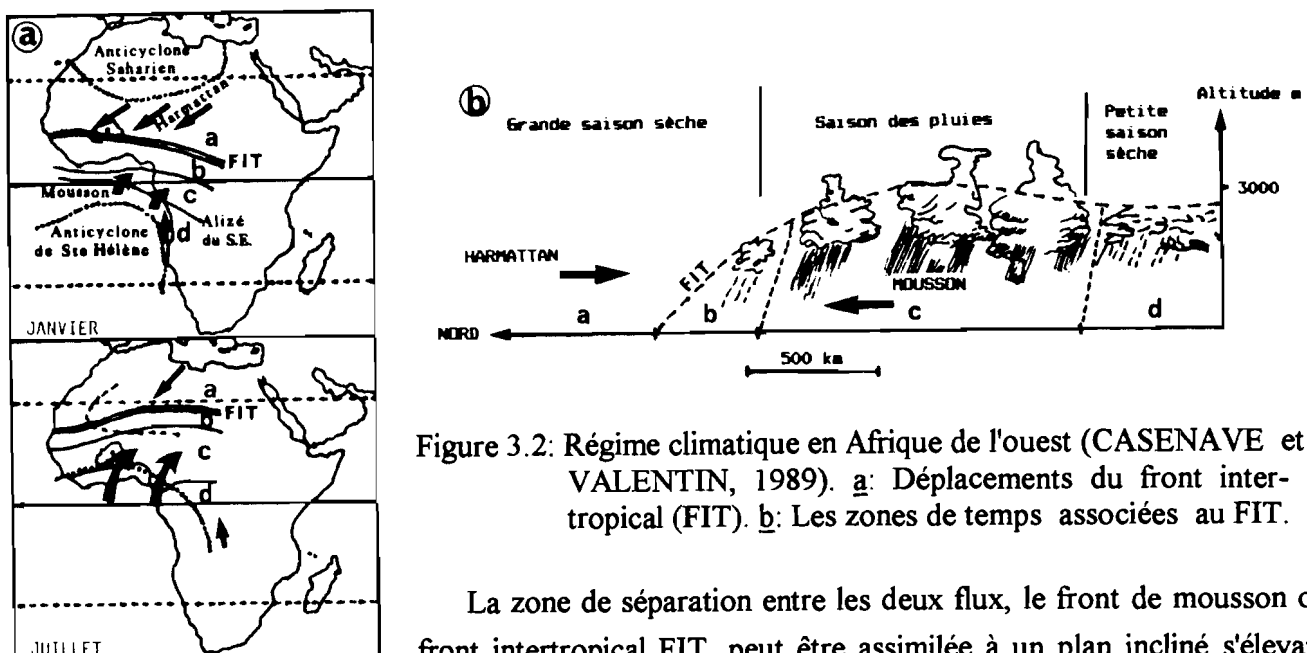 a
Anticyclone
Saharien
Harmattan
a
FIT
b
Mousson
c
Alizé
du S.E.
d
Anticyclone
de Ste Hélène
JANVIER
a
FIT
b
c
d
JUILLET
b
Grande saison sèche
Saison des pluies
Petite
saison
sèche
Altitude m
3000
HARMATTAN
FIT
MOUSSON
NORD
a
b
c
d
500 km
Figure 3.2: Régime climatique en Afrique de l'ouest (CASENAVE et
VALENTIN, 1989). a: Déplacements du front inter-
tropical (FIT). b: Les zones de temps associées au FIT.
La zone de séparation entre les deux flux, le front de mousson
front intertropical FIT, peut être assimilée à un plan incliné s'élevan